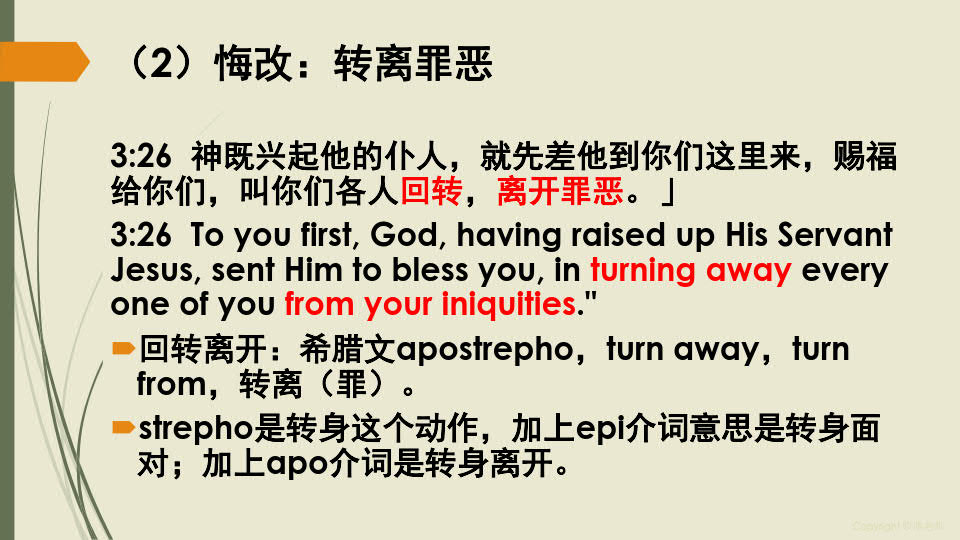 （2）悔改：转离罪恶
3:26 神既兴起他的仆人，就先差他到你们这里来，赐福
给你们，叫你们各人回转，离开罪恶。」
3:26 To you first, God, having raised up His Servant
Jesus, sent Him to bless you, in turning away every
one of you from your iniquities."
回转离开：希腊文apostrepho，turn away，turn
from，转离（罪）。
strepho是转身这个动作，加上epi介词意思是转身面
对；加上apo介词是转身离开。
Copyright